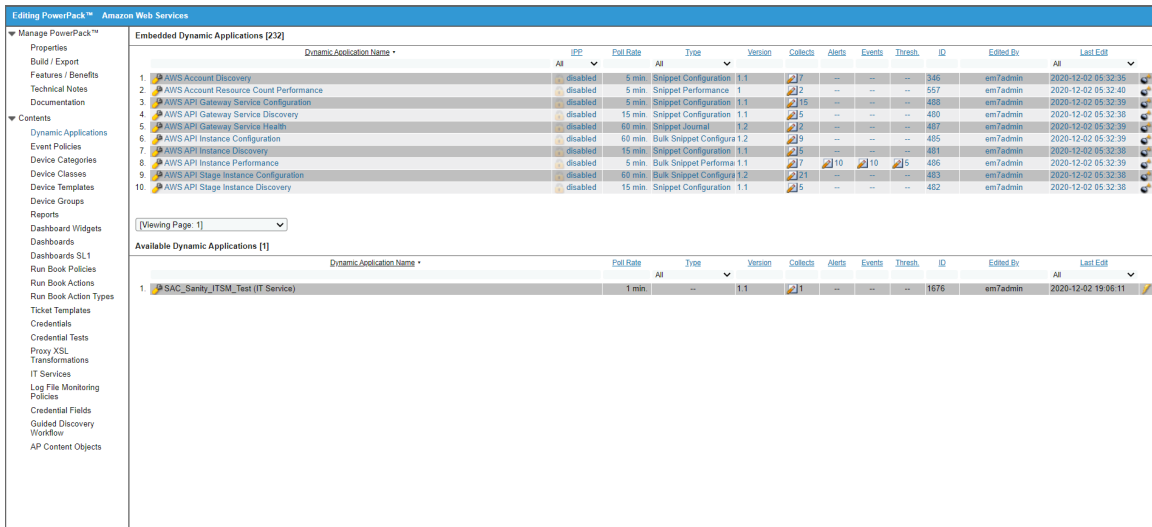 Editing PowerPack™ Amazon Web Services
Manage PowerPack™
Properties
Build / Export
Features / Benefits
Technical Notes
Documentation
Contents
Dynamic Applications
Event Policies
Device Categories
Device Classes
Device Templates
Device Groups
Reports
Dashboard Widgets
Dashboards
Dashboards SL1
Run Book Policies
Run Book Actions
Run Book Action Types
Ticket Templates
Credentials
Credential Tests
Proxy XSL
Transformations
IT Services
Log File Monitoring
Policies
Credential Fields
Guided Discovery
Workflow
AP Content Objects
Embedded Dynamic Applications [232]
Dynamic Application Name • IPP Poll Rate Type Version Collects Alerts Events Thresh. ID Edited By Last Edit
All All All
1. AWS Account Discovery disabled 5 min. Snippet Configuration 1.1 7 -- -- -- 346 em7admin 2020-12-02 05:32:35
2. AWS Account Resource Count Performance disabled 5 min. Snippet Performance 1 2 -- -- -- 557 em7admin 2020-12-02 05:32:40
3. AWS API Gateway Service Configuration disabled 5 min. Snippet Configuration 1.1 15 -- -- -- 488 em7admin 2020-12-02 05:32:39
4. AWS API Gateway Service Discovery disabled 15 min. Snippet Configuration 1.1 5 -- -- -- 480 em7admin 2020-12-02 05:32:38
5. AWS API Gateway Service Health disabled 60 min. Snippet Journal 1.2 2 -- -- -- 487 em7admin 2020-12-02 05:32:39
6. AWS API Instance Configuration disabled 60 min. Bulk Snippet Configura 1.2 9 -- -- -- 485 em7admin 2020-12-02 05:32:39
7. AWS API Instance Discovery disabled 15 min. Snippet Configuration 1.1 5 -- -- -- 481 em7admin 2020-12-02 05:32:38
8. AWS API Instance Performance disabled 5 min. Bulk Snippet Performa 1.1 7 10 10 5 486 em7admin 2020-12-02 05:32:39
9. AWS API Stage Instance Configuration disabled 60 min. Bulk Snippet Configura 1.2 21 -- -- -- 483 em7admin 2020-12-02 05:32:38
10. AWS API Stage Instance Discovery disabled 15 min. Snippet Configuration 1.1 5 -- -- -- 482 em7admin 2020-12-02 05:32:38
[Viewing Page: 1]
Available Dynamic Applications [1]
Dynamic Application Name • Poll Rate Type Version Collects Alerts Events Thresh. ID Edited By Last Edit
All All
1. SAC_Sanity_ITSM_Test (IT Service) 1 min. -- 1.1 1 -- -- -- 1676 em7admin 2020-12-02 19:06:11